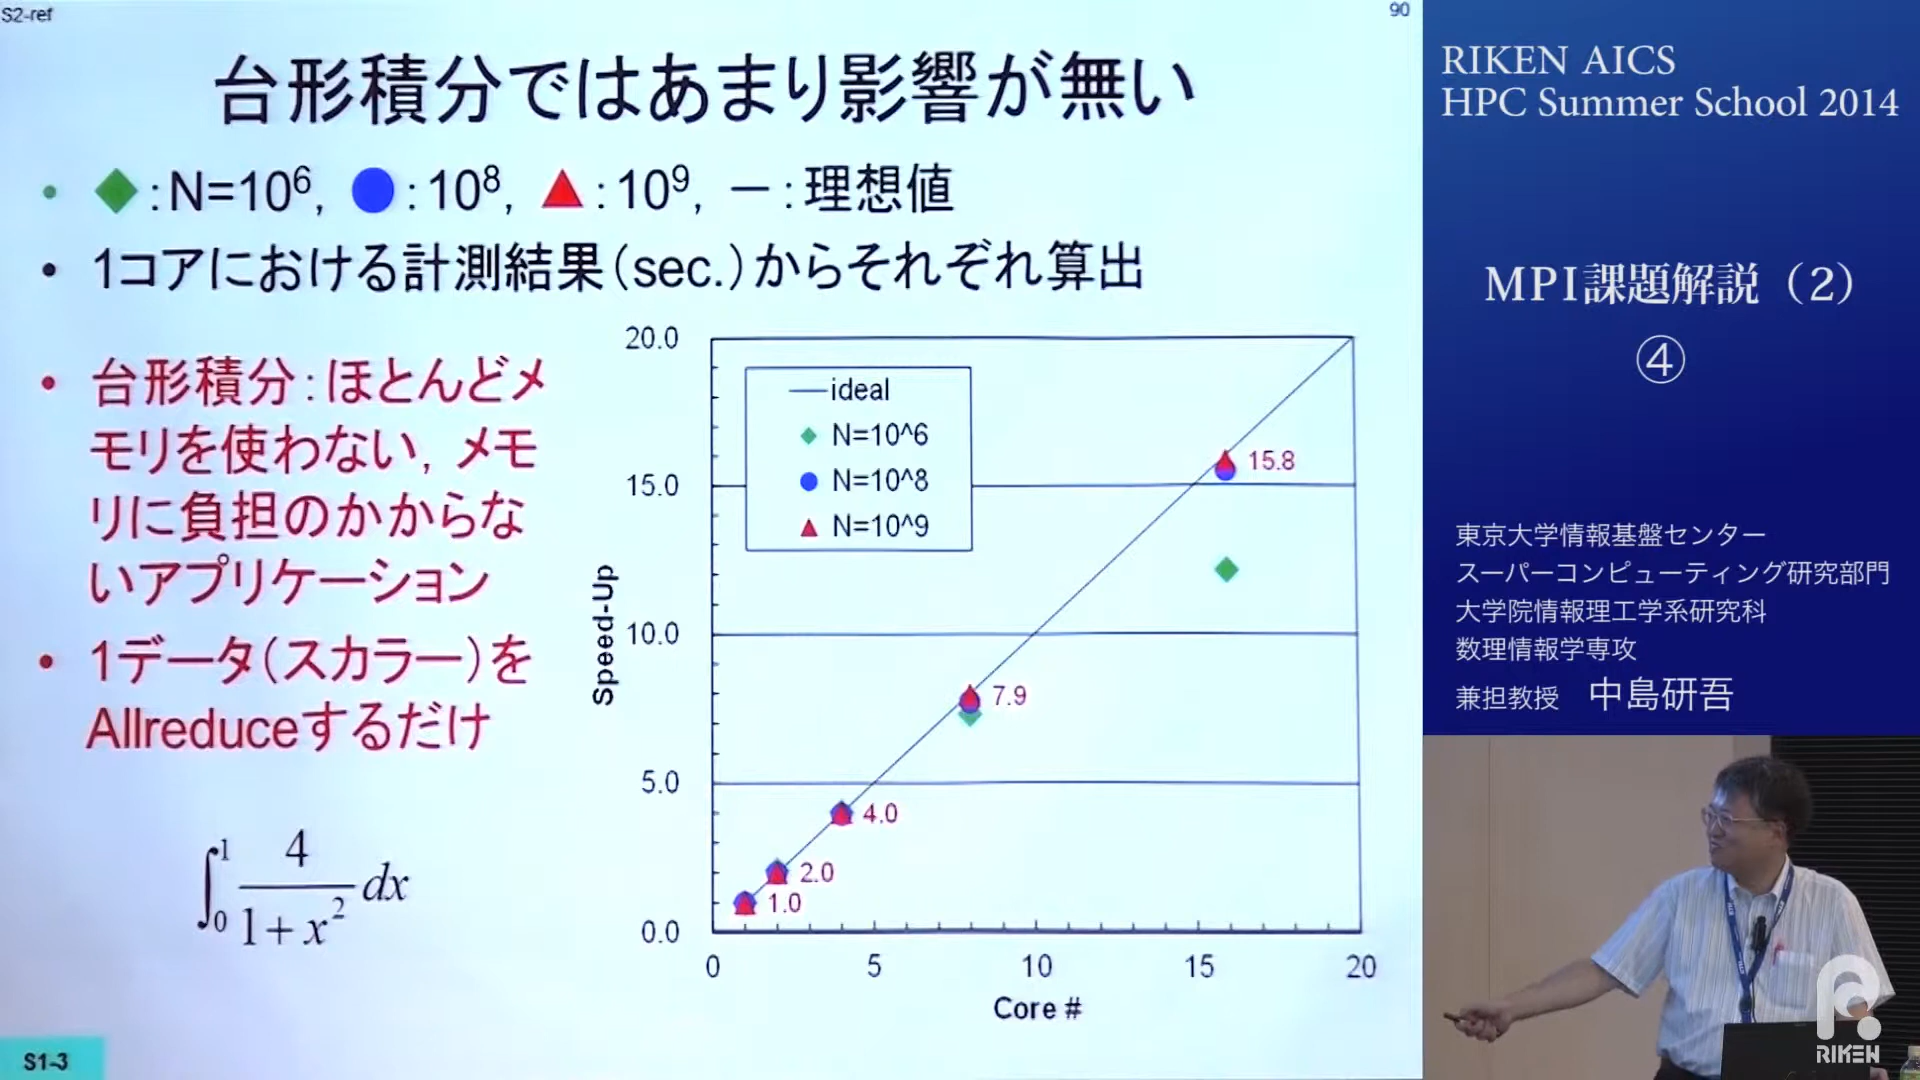 S2-ref
90
台形積分ではあまり影響が無い
• ◆:N=10⁶, ●:10⁸, ▲:10⁹, ー:理想値
• 1コアにおける計測結果(sec.)からそれぞれ算出
• 台形積分:ほとんどメ
モリを使わない,メモ
リに負担のかからな
いアプリケーション
• 1データ(スカラー)を
Allreduceするだけ
∫₀¹ 4/(1+x²) dx
S1-3
20.0
15.0
10.0
5.0
0.0
Speed-Up
ideal
N=10^6
N=10^8
N=10^9
15.8
7.9
4.0
2.0
1.0
0 5 10 15 20
Core #
RIKEN AICS
HPC Summer School 2014
MPI課題解説（2）
④
東京大学情報基盤センター
スーパーコンピューティング研究部門
大学院情報理工学系研究科
数理情報学専攻
兼担教授 中島研吾
RIKEN